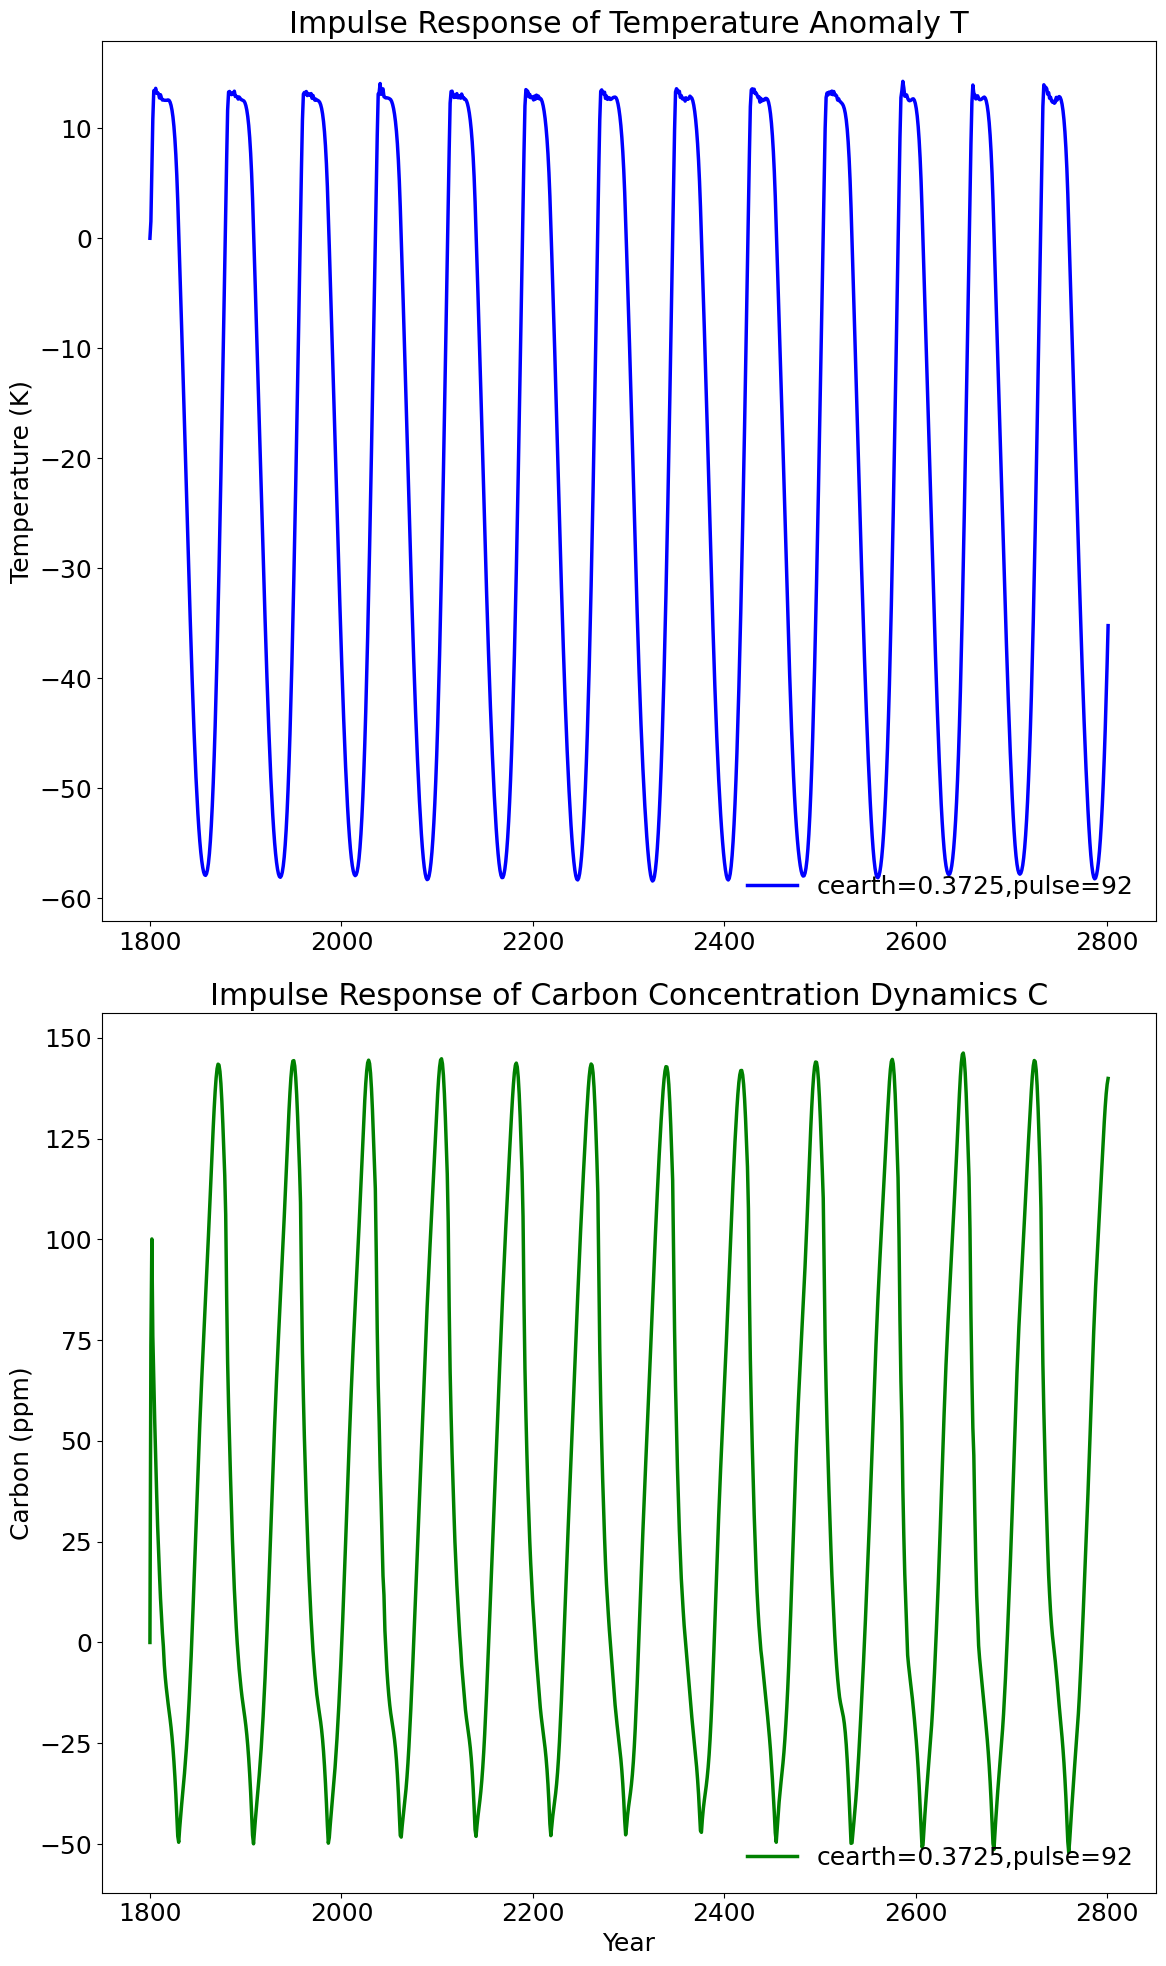 Impulse Response of Temperature Anomaly T
Temperature (K)
10
0
−10
−20
−30
−40
−50
−60
cearth=0.3725,pulse=92
1800 2000 2200 2400 2600 2800
Impulse Response of Carbon Concentration Dynamics C
Carbon (ppm)
150
125
100
75
50
25
0
−25
−50
cearth=0.3725,pulse=92
1800 2000 2200 2400 2600 2800
Year